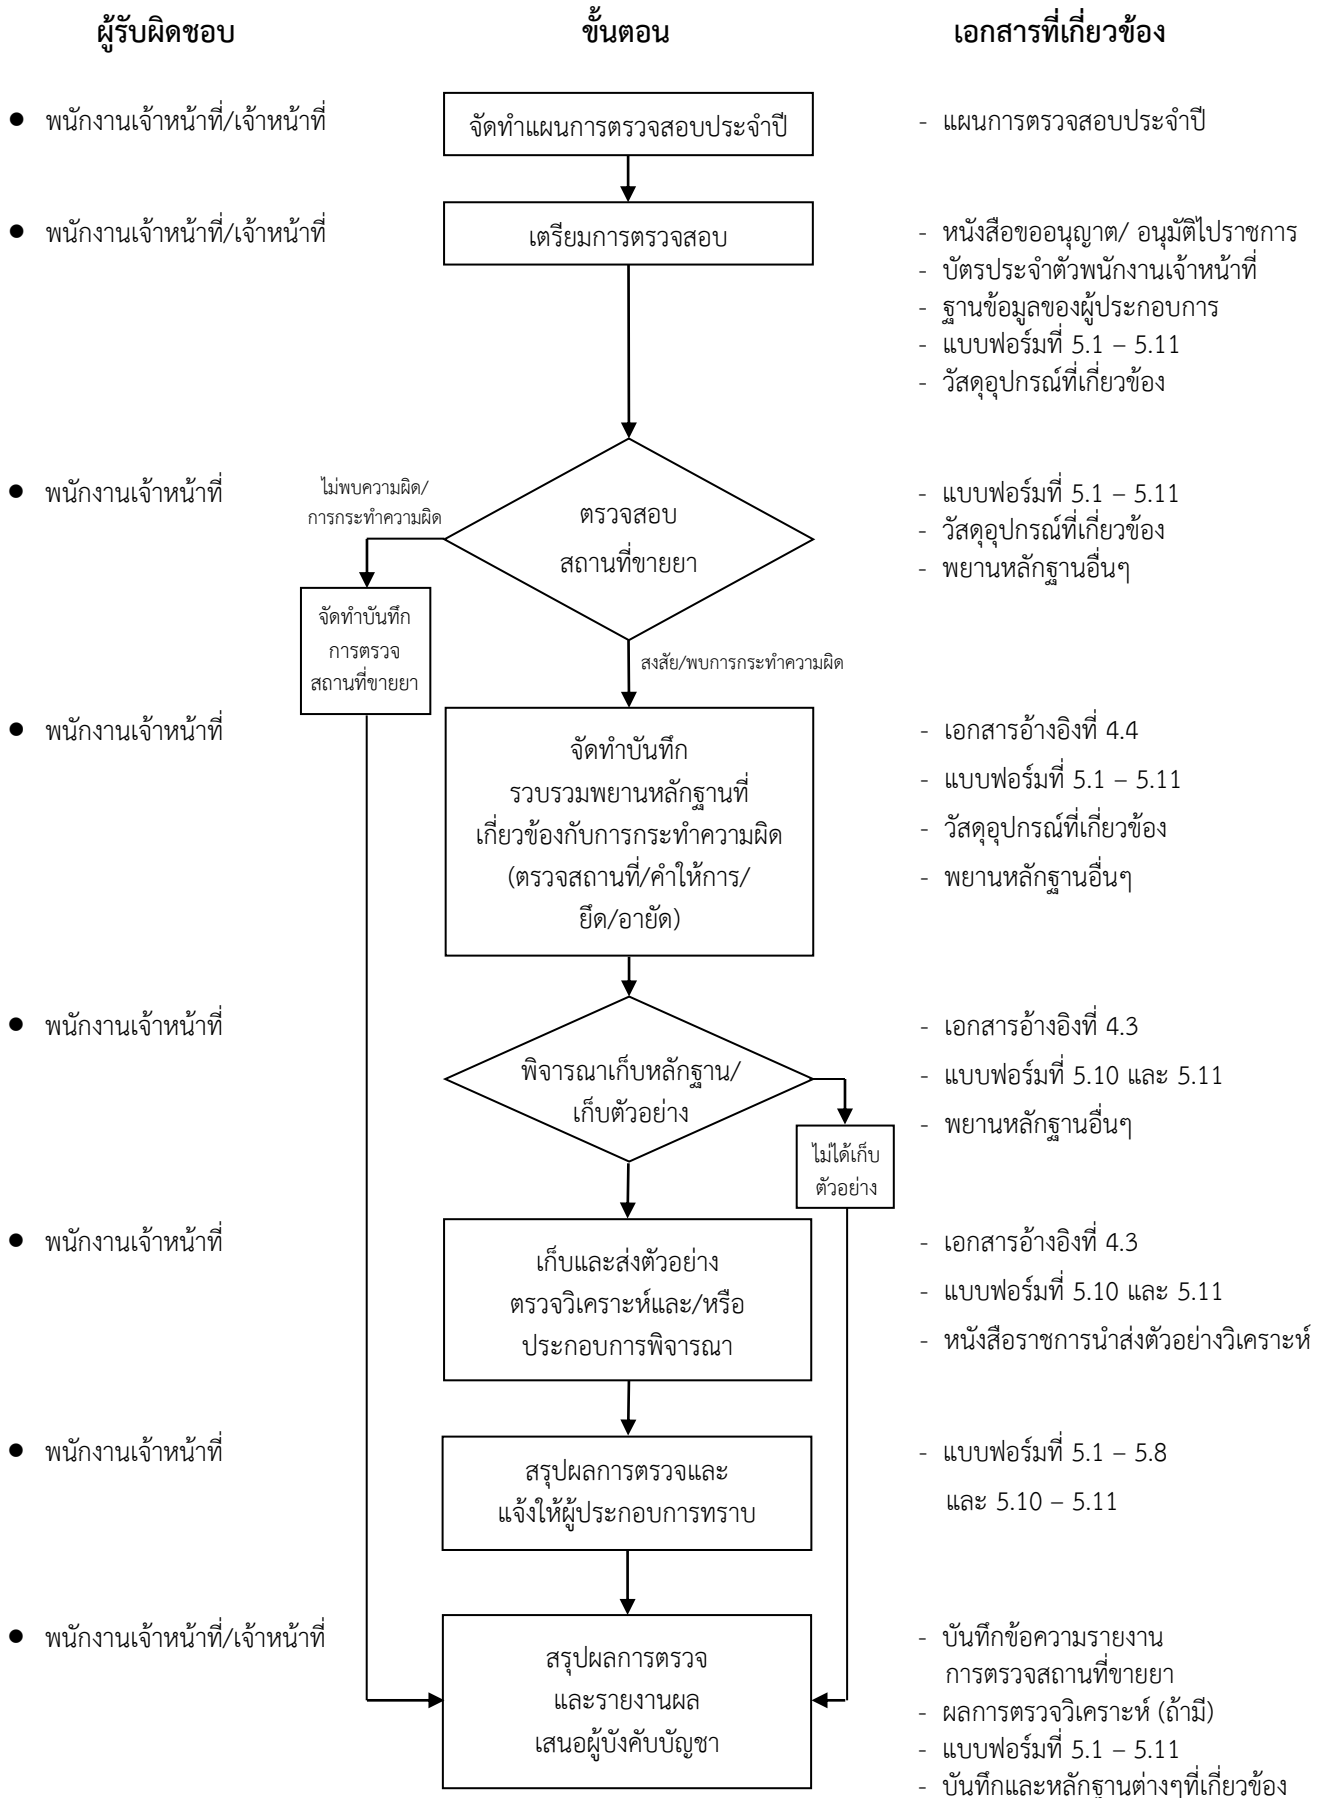 ผู้รับผิดชอบ
ขั้นตอน
เอกสารที่เกี่ยวข้อง
● พนักงานเจ้าหน้าที่/เจ้าหน้าที่
จัดทำแผนการตรวจสอบประจำปี
- แผนการตรวจสอบประจำปี
● พนักงานเจ้าหน้าที่/เจ้าหน้าที่
เตรียมการตรวจสอบ
- หนังสือขออนุญาต/ อนุมัติไปราชการ
- บัตรประจำตัวพนักงานเจ้าหน้าที่
- ฐานข้อมูลของผู้ประกอบการ
- แบบฟอร์มที่ 5.1 – 5.11
- วัสดุอุปกรณ์ที่เกี่ยวข้อง
● พนักงานเจ้าหน้าที่
ไม่พบความผิด/
การกระทำความผิด
ตรวจสอบ
สถานที่ขายยา
- แบบฟอร์มที่ 5.1 – 5.11
- วัสดุอุปกรณ์ที่เกี่ยวข้อง
- พยานหลักฐานอื่นๆ
จัดทำบันทึก
การตรวจ
สถานที่ขายยา
สงสัย/พบการกระทำความผิด
● พนักงานเจ้าหน้าที่
จัดทำบันทึก
รวบรวมพยานหลักฐานที่
เกี่ยวข้องกับการกระทำความผิด
(ตรวจสถานที่/คำให้การ/
ยึด/อายัด)
- เอกสารอ้างอิงที่ 4.4
- แบบฟอร์มที่ 5.1 – 5.11
- วัสดุอุปกรณ์ที่เกี่ยวข้อง
- พยานหลักฐานอื่นๆ
● พนักงานเจ้าหน้าที่
พิจารณาเก็บหลักฐาน/
เก็บตัวอย่าง
- เอกสารอ้างอิงที่ 4.3
- แบบฟอร์มที่ 5.10 และ 5.11
- พยานหลักฐานอื่นๆ
ไม่ได้เก็บ
ตัวอย่าง
● พนักงานเจ้าหน้าที่
เก็บและส่งตัวอย่าง
ตรวจวิเคราะห์และ/หรือ
ประกอบการพิจารณา
- เอกสารอ้างอิงที่ 4.3
- แบบฟอร์มที่ 5.10 และ 5.11
- หนังสือราชการนำส่งตัวอย่างวิเคราะห์
● พนักงานเจ้าหน้าที่
สรุปผลการตรวจและ
แจ้งให้ผู้ประกอบการทราบ
- แบบฟอร์มที่ 5.1 – 5.8
และ 5.10 – 5.11
● พนักงานเจ้าหน้าที่/เจ้าหน้าที่
สรุปผลการตรวจ
และรายงานผล
เสนอผู้บังคับบัญชา
- บันทึกข้อความรายงาน
การตรวจสถานที่ขายยา
- ผลการตรวจวิเคราะห์ (ถ้ามี)
- แบบฟอร์มที่ 5.1 – 5.11
- บันทึกและหลักฐานต่างๆที่เกี่ยวข้อง